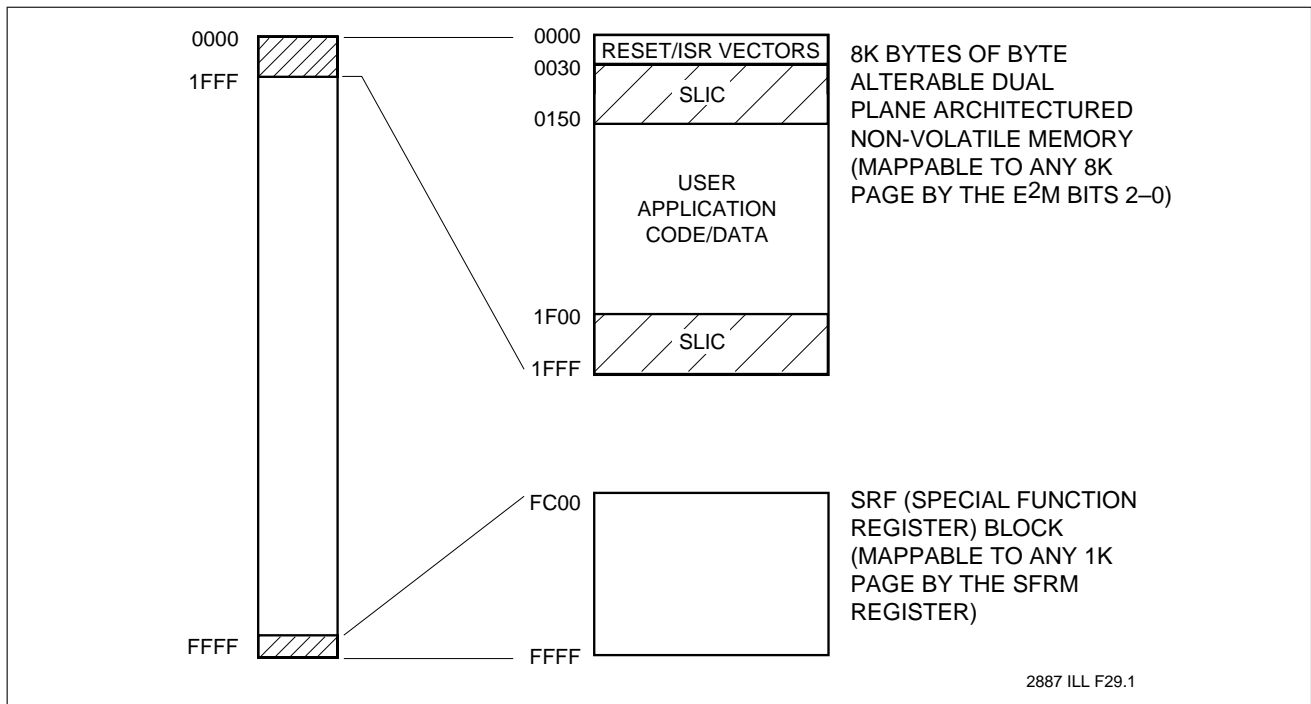 0000
1FFF
FFFF
0000
RESET/ISR VECTORS
0030
SLIC
0150
USER
APPLICATION
CODE/DATA
1F00
SLIC
1FFF
8K BYTES OF BYTE
ALTERABLE DUAL
PLANE ARCHITECTURED
NON-VOLATILE MEMORY
(MAPPABLE TO ANY 8K
PAGE BY THE E2M BITS 2–0)
FC00
FFFF
SRF (SPECIAL FUNCTION
REGISTER) BLOCK
(MAPPABLE TO ANY 1K
PAGE BY THE SFRM
REGISTER)
2887 ILL F29.1